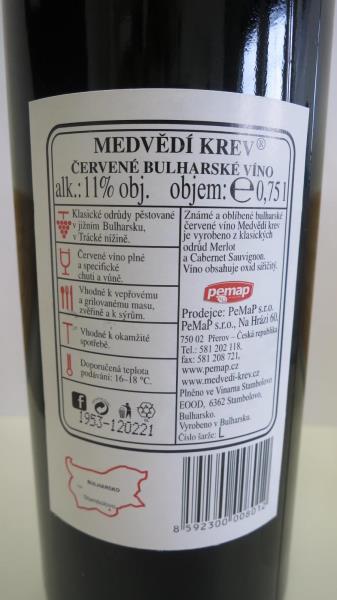 MEDVĚDÍ KREV®
ČERVENÉ BULHARSKÉ VÍNO
alk.:11% obj. objem: ℮ 0,75 l
Klasické odrůdy pěstované
v jižním Bulharsku,
v Trácké nížině.
Červené víno plné
a specifické
chuti a vůně.
Vhodné k vepřovému
a grilovanému masu,
zvěřině a k sýrům.
Vhodné k okamžité
spotřebě.
Doporučená teplota
podávání: 16–18 °C.
f
1953-120221
Známé a oblíbené bulharské
červené víno Medvědí krev
je vyrobeno z klasických
odrůd Merlot
a Cabernet Sauvignon.
Víno obsahuje oxid siřičitý.
pemap
Prodejce: PeMaP s.r.o.
PeMaP s.r.o., Na Hrázi 60,
750 02 Přerov – Česká republika
Tel.: 581 202 118,
fax: 581 208 721,
www.pemap.cz
www.medvedi-krev.cz
Plněno ve Vinarna Stambolovo
EOOD, 6362 Stambolovo,
Bulharsko.
Vyrobeno v Bulharsku.
Číslo šarže: L
BULHARSKO
Stambolovo
8 592300 008012